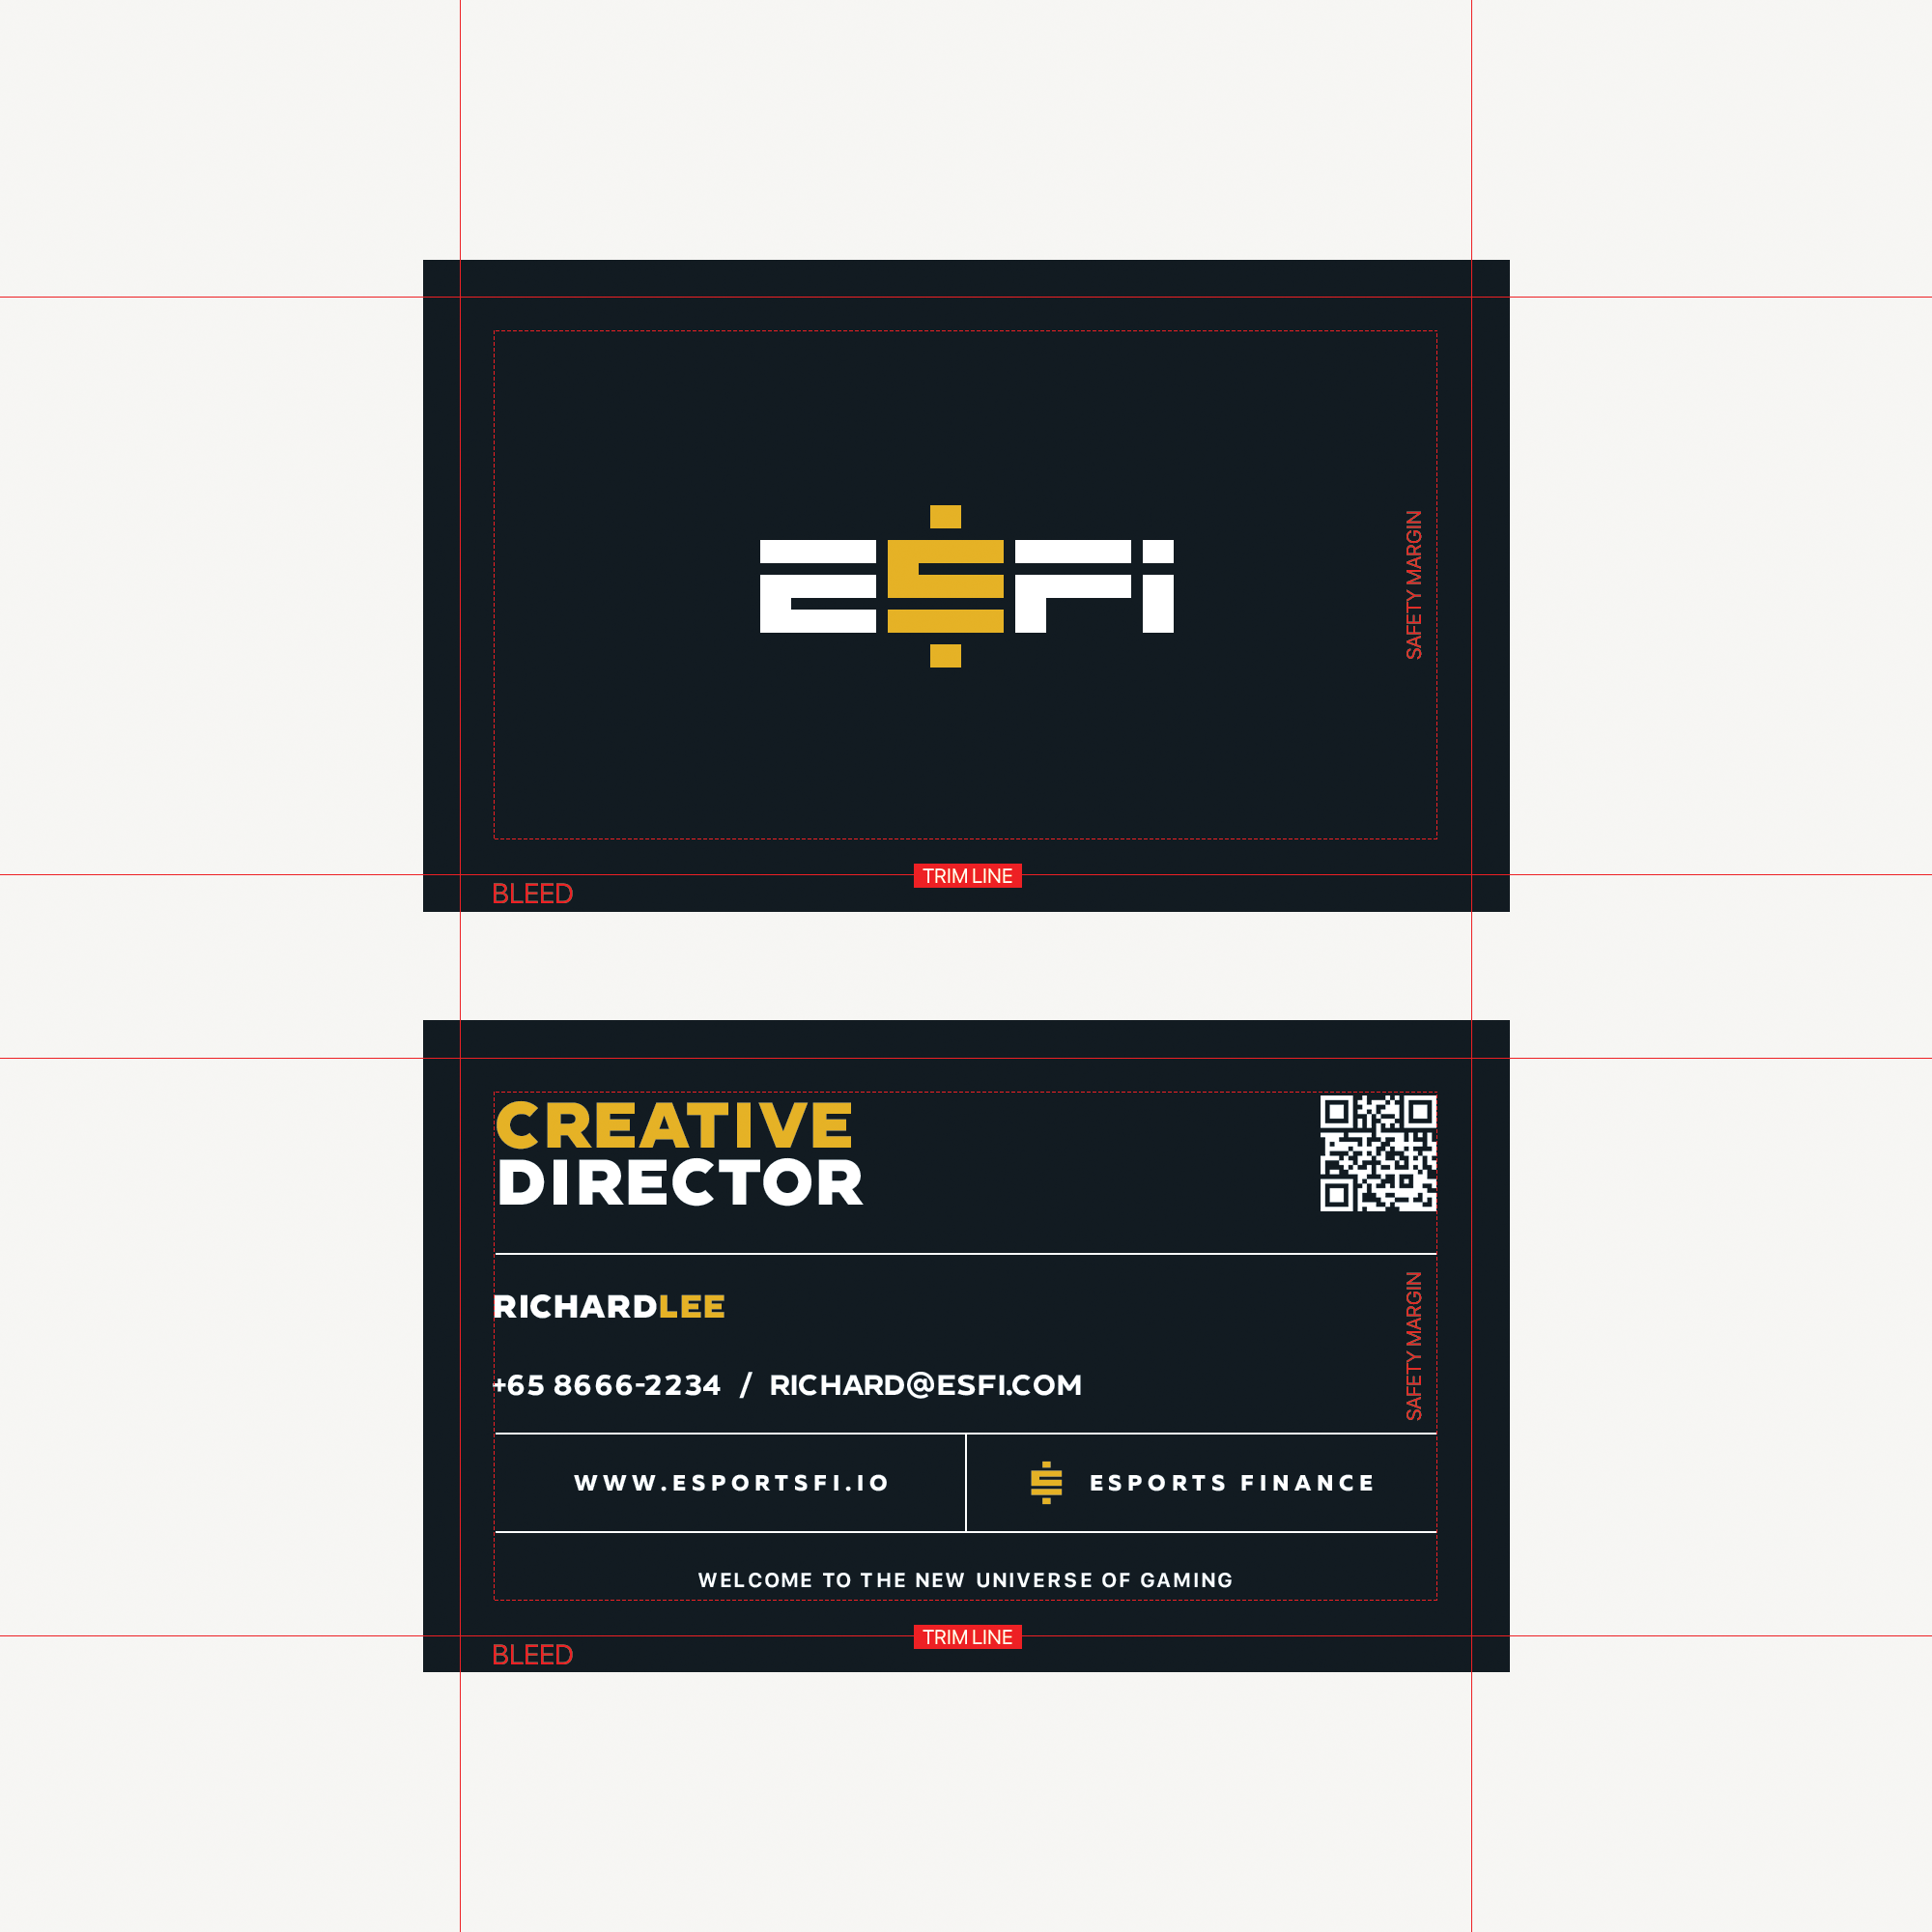 ESFi
SAFETY MARGIN
TRIM LINE
BLEED
CREATIVE
DIRECTOR
RICHARDLEE
SAFETY MARGIN
+65 8666-2234 / RICHARD@ESFI.COM
WWW.ESPORTSFI.IO
ESPORTS FINANCE
WELCOME TO THE NEW UNIVERSE OF GAMING
TRIM LINE
BLEED